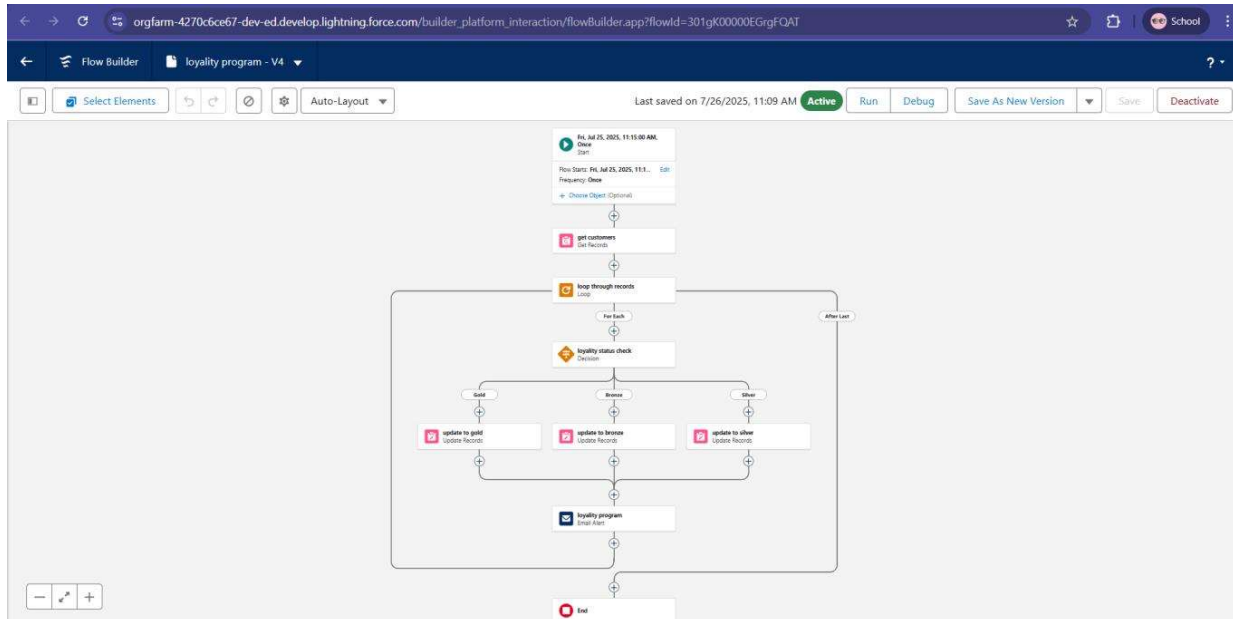 orgfarm-4270c6ce67-dev-ed.develop.lightning.force.com/builder_platform_interaction/flowBuilder.app?flowId=301gK00000EGrgFQAT
School
Flow Builder
loyality program - V4
?
Select Elements
Auto-Layout
Last saved on 7/26/2025, 11:09 AM
Active
Run
Debug
Save As New Version
Save
Deactivate
Fri, Jul 25, 2025, 11:15:00 AM,
Once
Start
Flow Starts: Fri, Jul 25, 2025, 11:1... Edit
Frequency: Once
+ Choose Object (Optional)
get customers
Get Records
loop through records
Loop
For Each
After Last
loyality status check
Decision
Gold
Bronze
Silver
update to gold
Update Records
update to bronze
Update Records
update to silver
Update Records
loyality program
Email Alert
End